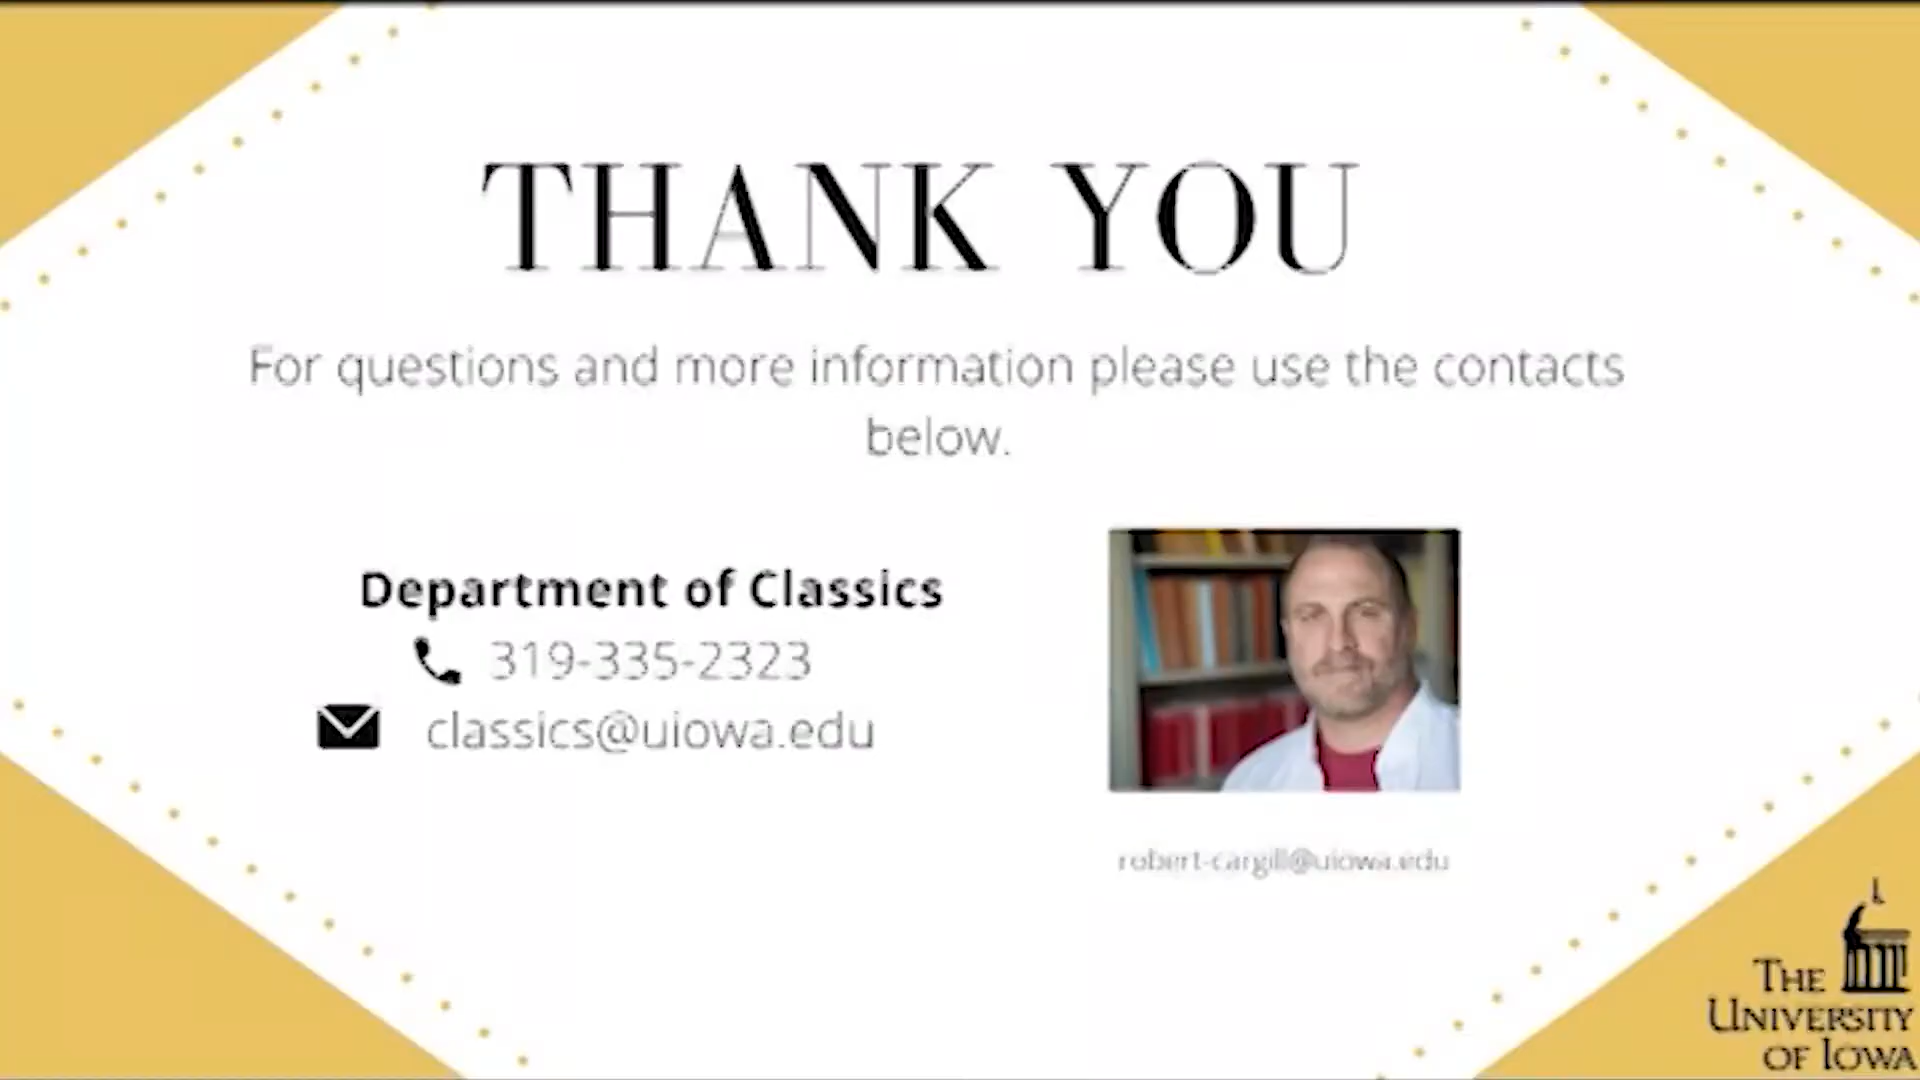 THANK YOU
For questions and more information please use the contacts
below.
Department of Classics
319-335-2323
classics@uiowa.edu
robert-cargill@uiowa.edu
THE
UNIVERSITY
OF IOWA